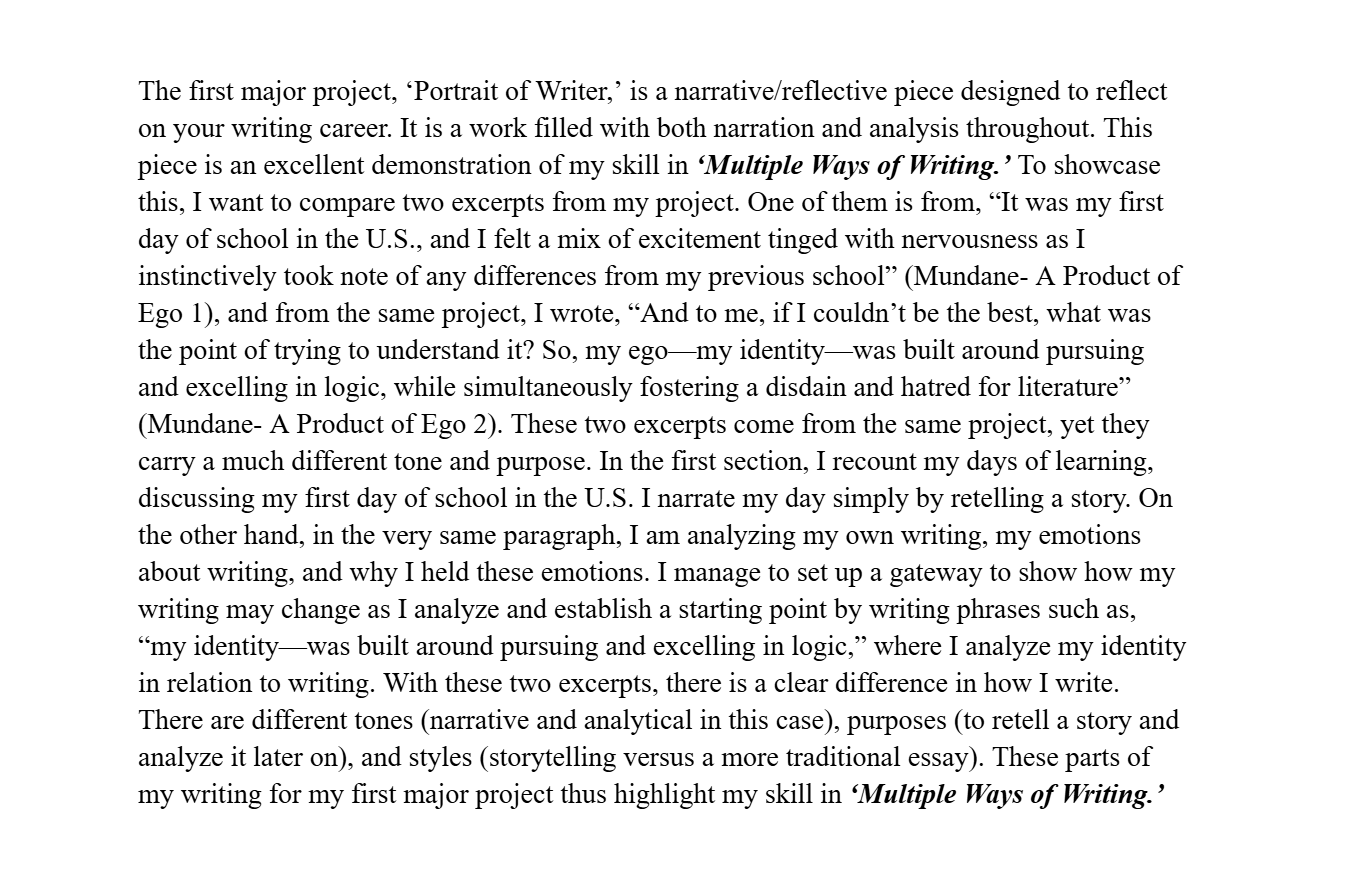 The first major project, ‘Portrait of Writer,’ is a narrative/reflective piece designed to reflect
on your writing career. It is a work filled with both narration and analysis throughout. This
piece is an excellent demonstration of my skill in ‘Multiple Ways of Writing.’ To showcase
this, I want to compare two excerpts from my project. One of them is from, “It was my first
day of school in the U.S., and I felt a mix of excitement tinged with nervousness as I
instinctively took note of any differences from my previous school” (Mundane- A Product of
Ego 1), and from the same project, I wrote, “And to me, if I couldn’t be the best, what was
the point of trying to understand it? So, my ego—my identity—was built around pursuing
and excelling in logic, while simultaneously fostering a disdain and hatred for literature”
(Mundane- A Product of Ego 2). These two excerpts come from the same project, yet they
carry a much different tone and purpose. In the first section, I recount my days of learning,
discussing my first day of school in the U.S. I narrate my day simply by retelling a story. On
the other hand, in the very same paragraph, I am analyzing my own writing, my emotions
about writing, and why I held these emotions. I manage to set up a gateway to show how my
writing may change as I analyze and establish a starting point by writing phrases such as,
“my identity—was built around pursuing and excelling in logic,” where I analyze my identity
in relation to writing. With these two excerpts, there is a clear difference in how I write.
There are different tones (narrative and analytical in this case), purposes (to retell a story and
analyze it later on), and styles (storytelling versus a more traditional essay). These parts of
my writing for my first major project thus highlight my skill in ‘Multiple Ways of Writing.’